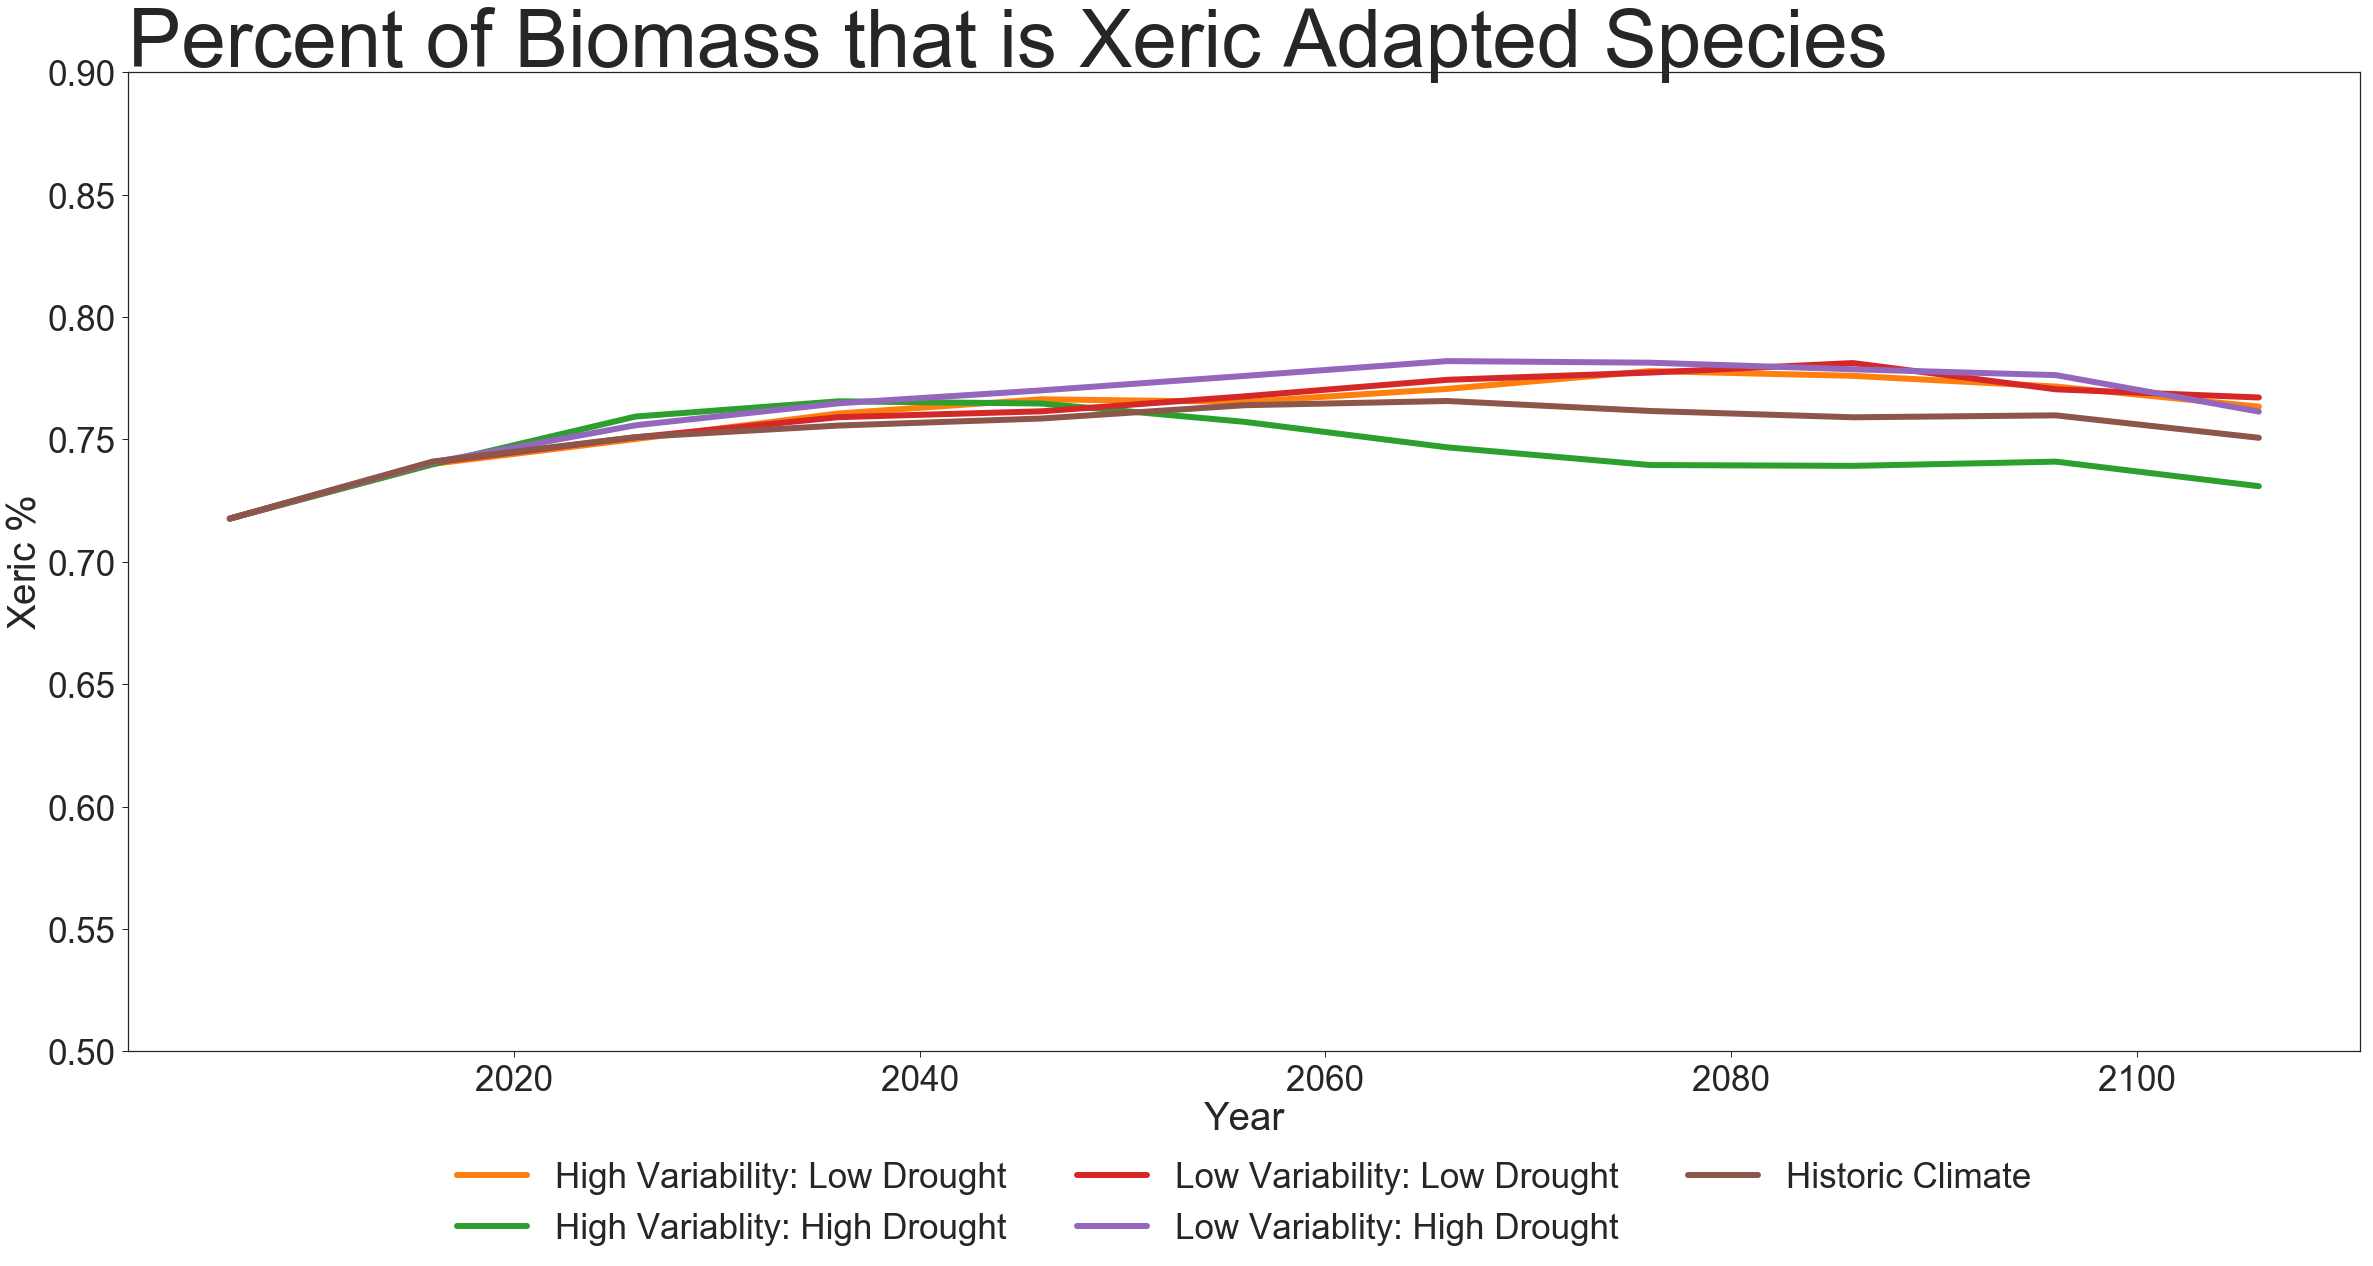 Percent of Biomass that is Xeric Adapted Species
0.90
0.85
0.80
0.75
0.70
0.65
0.60
0.55
0.50
Xeric %
2020 2040 2060 2080 2100
Year
High Variability: Low Drought Low Variability: Low Drought Historic Climate
High Variablity: High Drought Low Variablity: High Drought